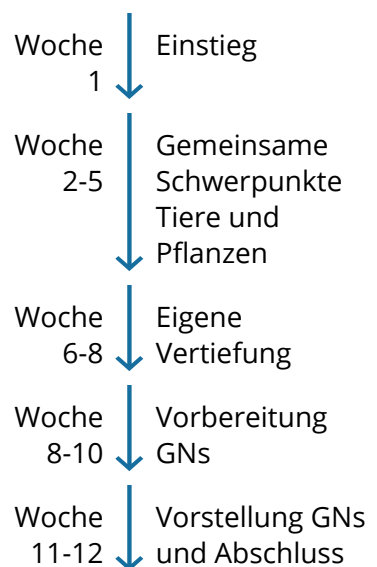 Woche Einstieg
1
Woche Gemeinsame
2-5 Schwerpunkte
Tiere und
Pflanzen
Woche Eigene
6-8 Vertiefung
Woche Vorbereitung
8-10 GNs
Woche Vorstellung GNs
11-12 und Abschluss